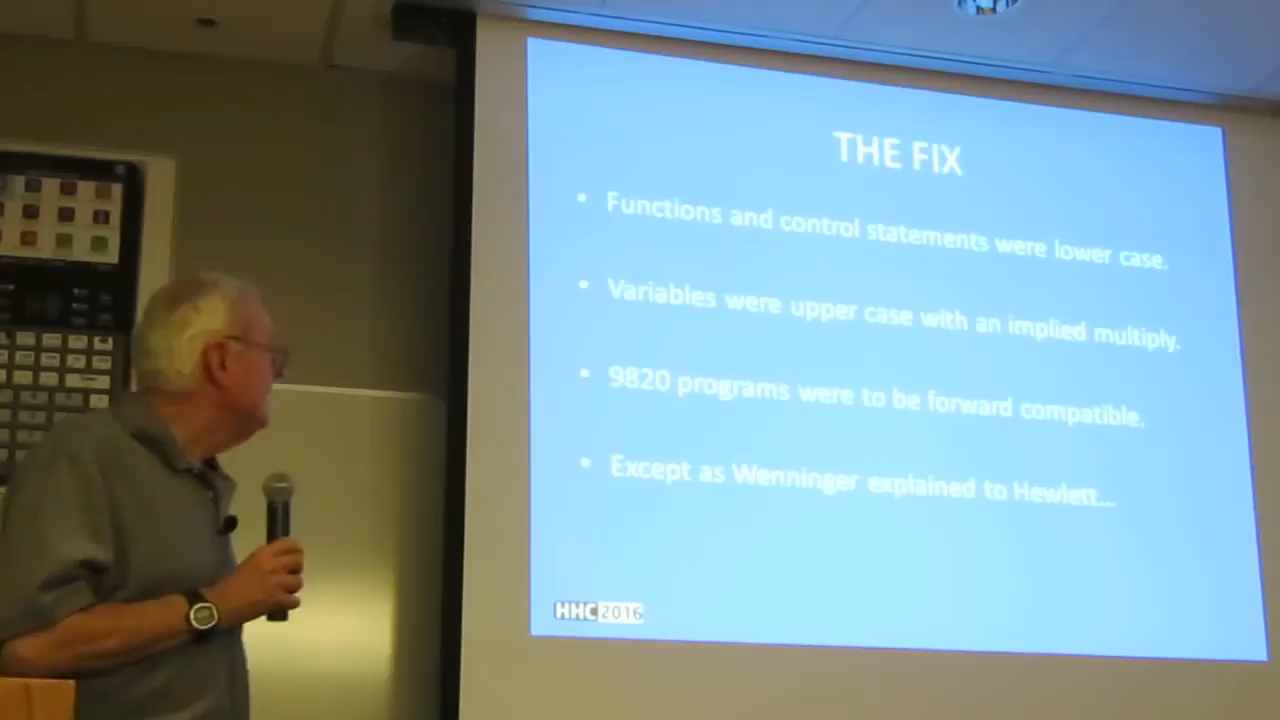 THE FIX
• Functions and control statements were lower case.
• Variables were upper case with an implied multiply.
• 9820 programs were to be forward compatible.
• Except as Wenninger explained to Hewlett...
HHC 2016